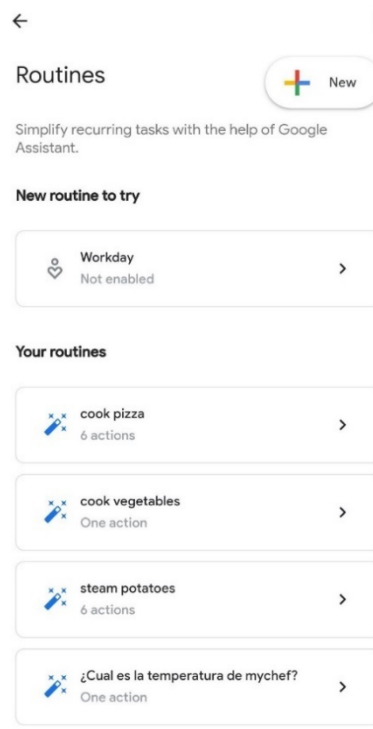 Routines
New
Simplify recurring tasks with the help of Google
Assistant.
New routine to try
Workday
Not enabled
Your routines
cook pizza
6 actions
cook vegetables
One action
steam potatoes
6 actions
¿Cual es la temperatura de mychef?
One action